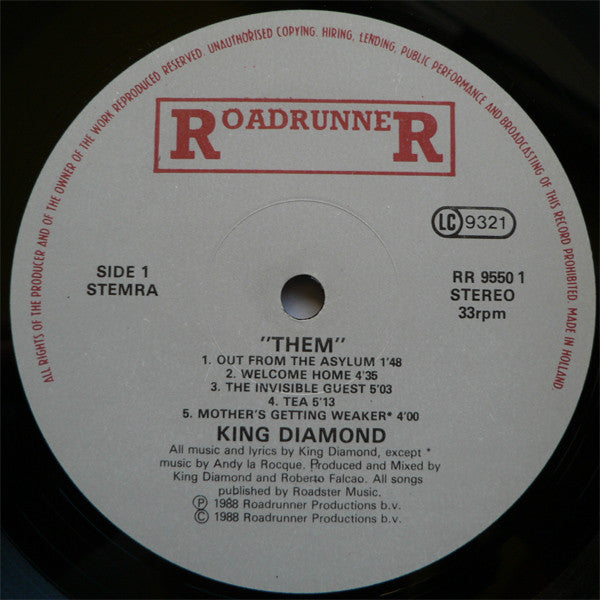 ALL RIGHTS OF THE PRODUCER AND OF THE OWNER OF THE WORK REPRODUCED RESERVED. UNAUTHORISED COPYING, HIRING, LENDING, PUBLIC PERFORMANCE AND BROADCASTING OF THIS RECORD PROHIBITED. MADE IN HOLLAND.
ROADRUNNER
LC 9321
SIDE 1
STEMRA
RR 9550 1
STEREO
33rpm
"THEM"
1. OUT FROM THE ASYLUM 1'48
2. WELCOME HOME 4'35
3. THE INVISIBLE GUEST 5'03
4. TEA 5'13
5. MOTHER'S GETTING WEAKER* 4'00
KING DIAMOND
All music and lyrics by King Diamond, except *
music by Andy la Rocque. Produced and Mixed by
King Diamond and Roberto Falcao. All songs
published by Roadster Music.
Ⓟ 1988 Roadrunner Productions b.v.
© 1988 Roadrunner Productions b.v.